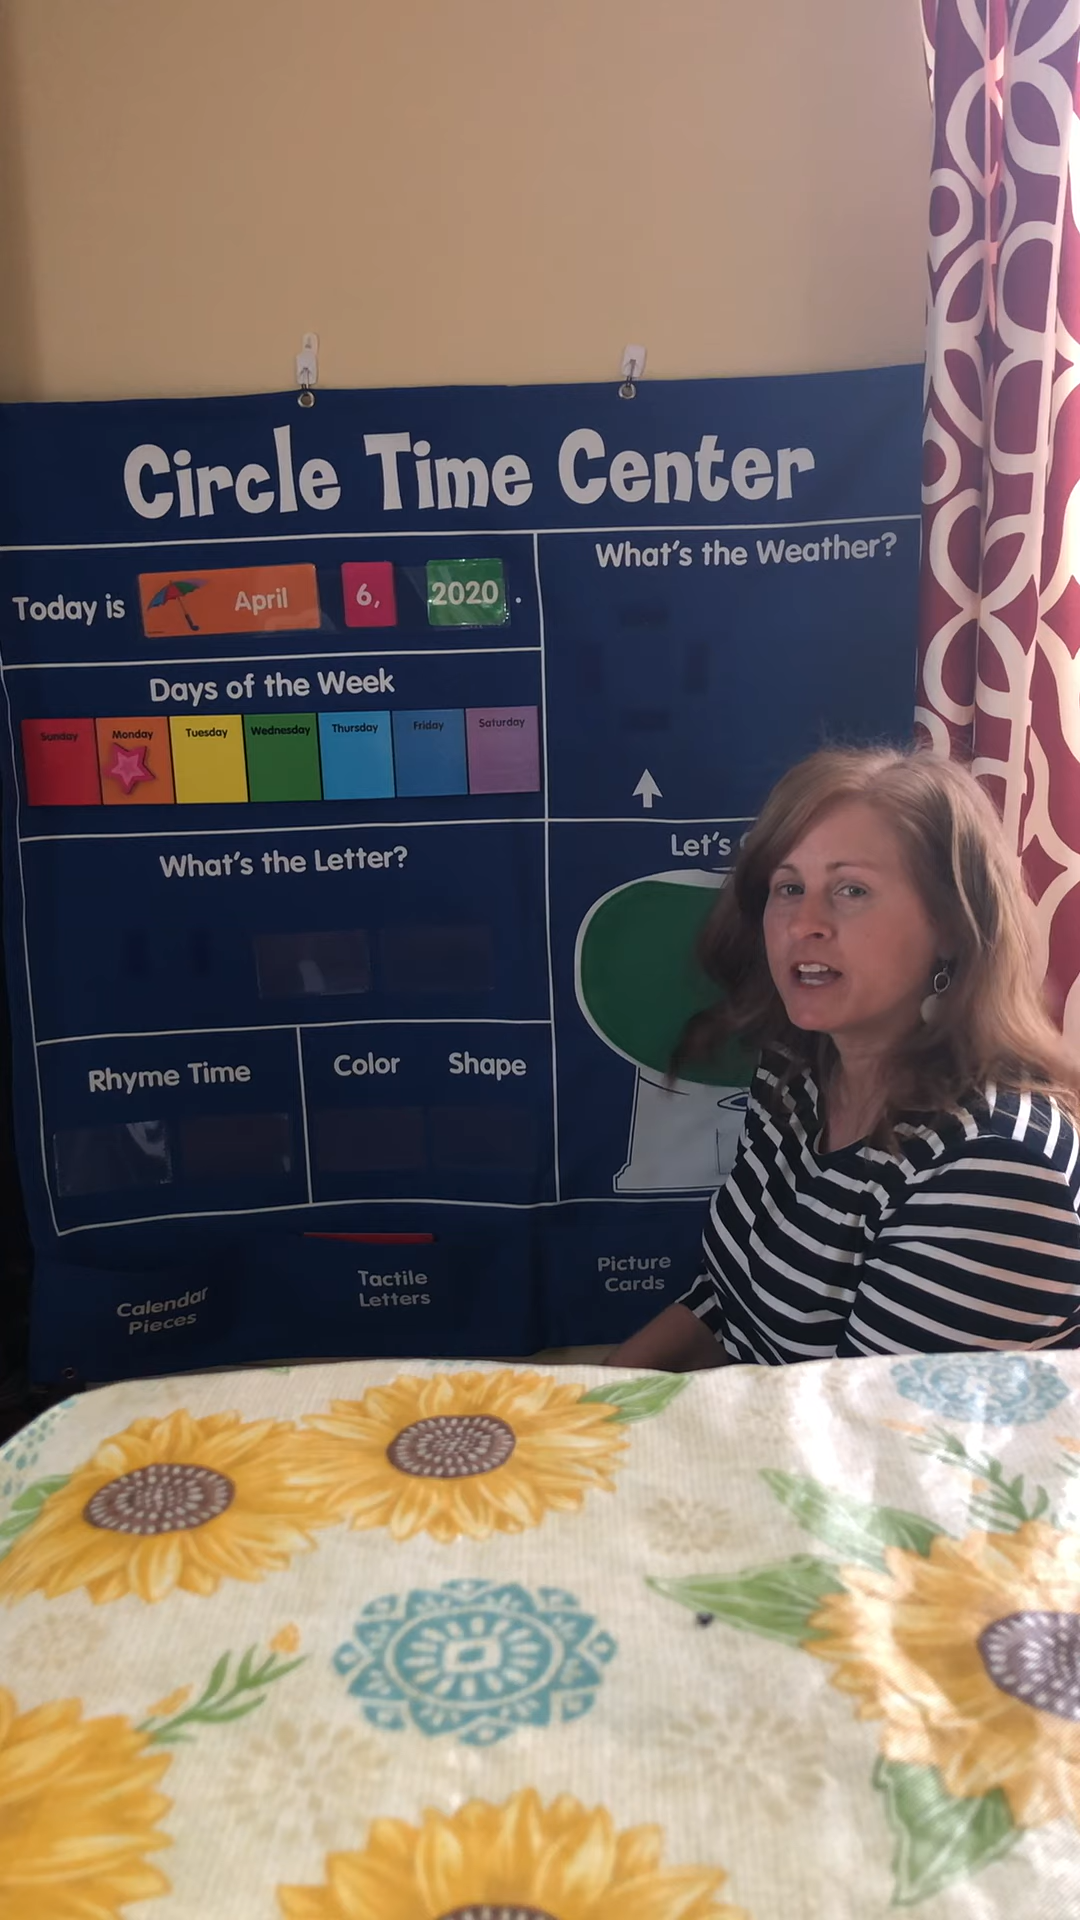 Circle Time Center
Today is April 6, 2020 .
What's the Weather?
Days of the Week
Sunday Monday Tuesday Wednesday Thursday Friday Saturday
What's the Letter?
Let's
Rhyme Time
Color Shape
Calendar
Pieces
Tactile
Letters
Picture
Cards